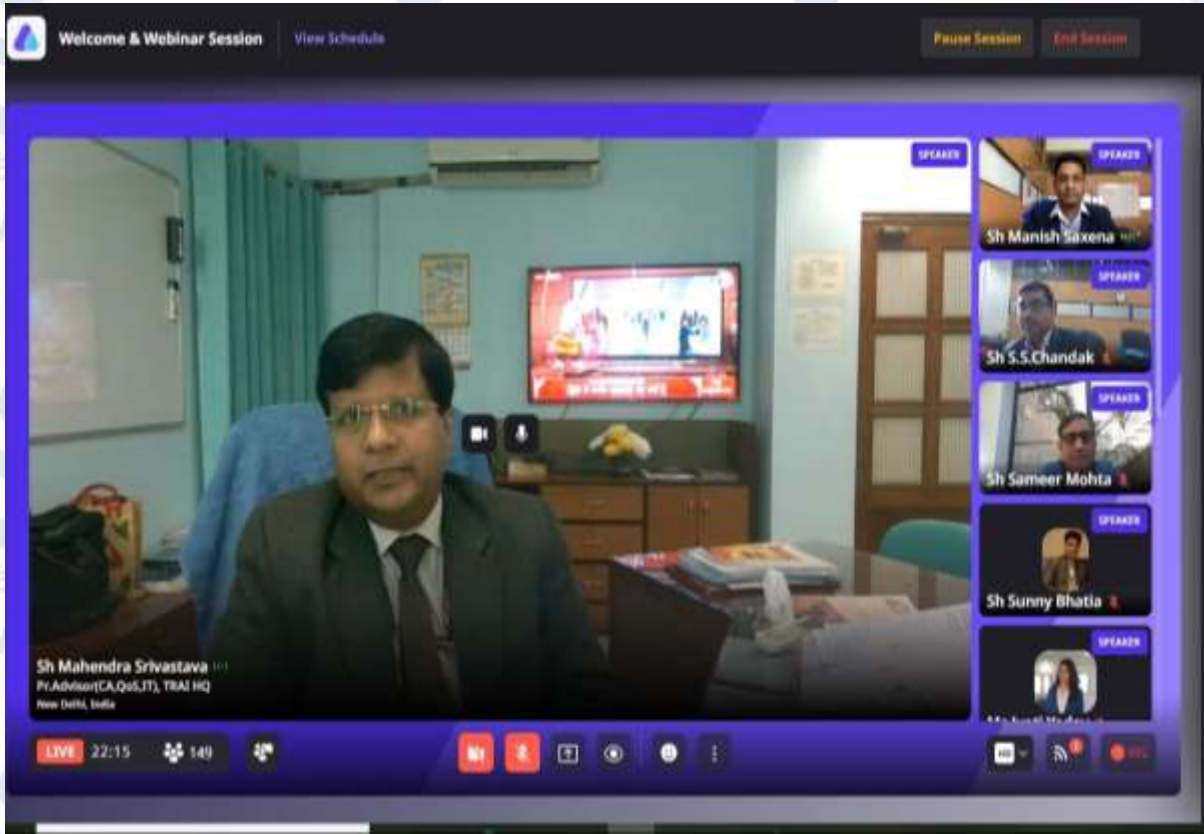 Welcome & Webinar Session
View Schedule
Pause Session
End Session
SPEAKER
Sh Mahendra Srivastava
Pr.Advisor(CA,QoS,IT), TRAI HQ
New Delhi, India
SPEAKER
Sh Manish Saxena
SPEAKER
Sh S.S.Chandak
SPEAKER
Sh Sameer Mohta
SPEAKER
Sh Sunny Bhatia
SPEAKER
LIVE 22:15 149
HD
REC